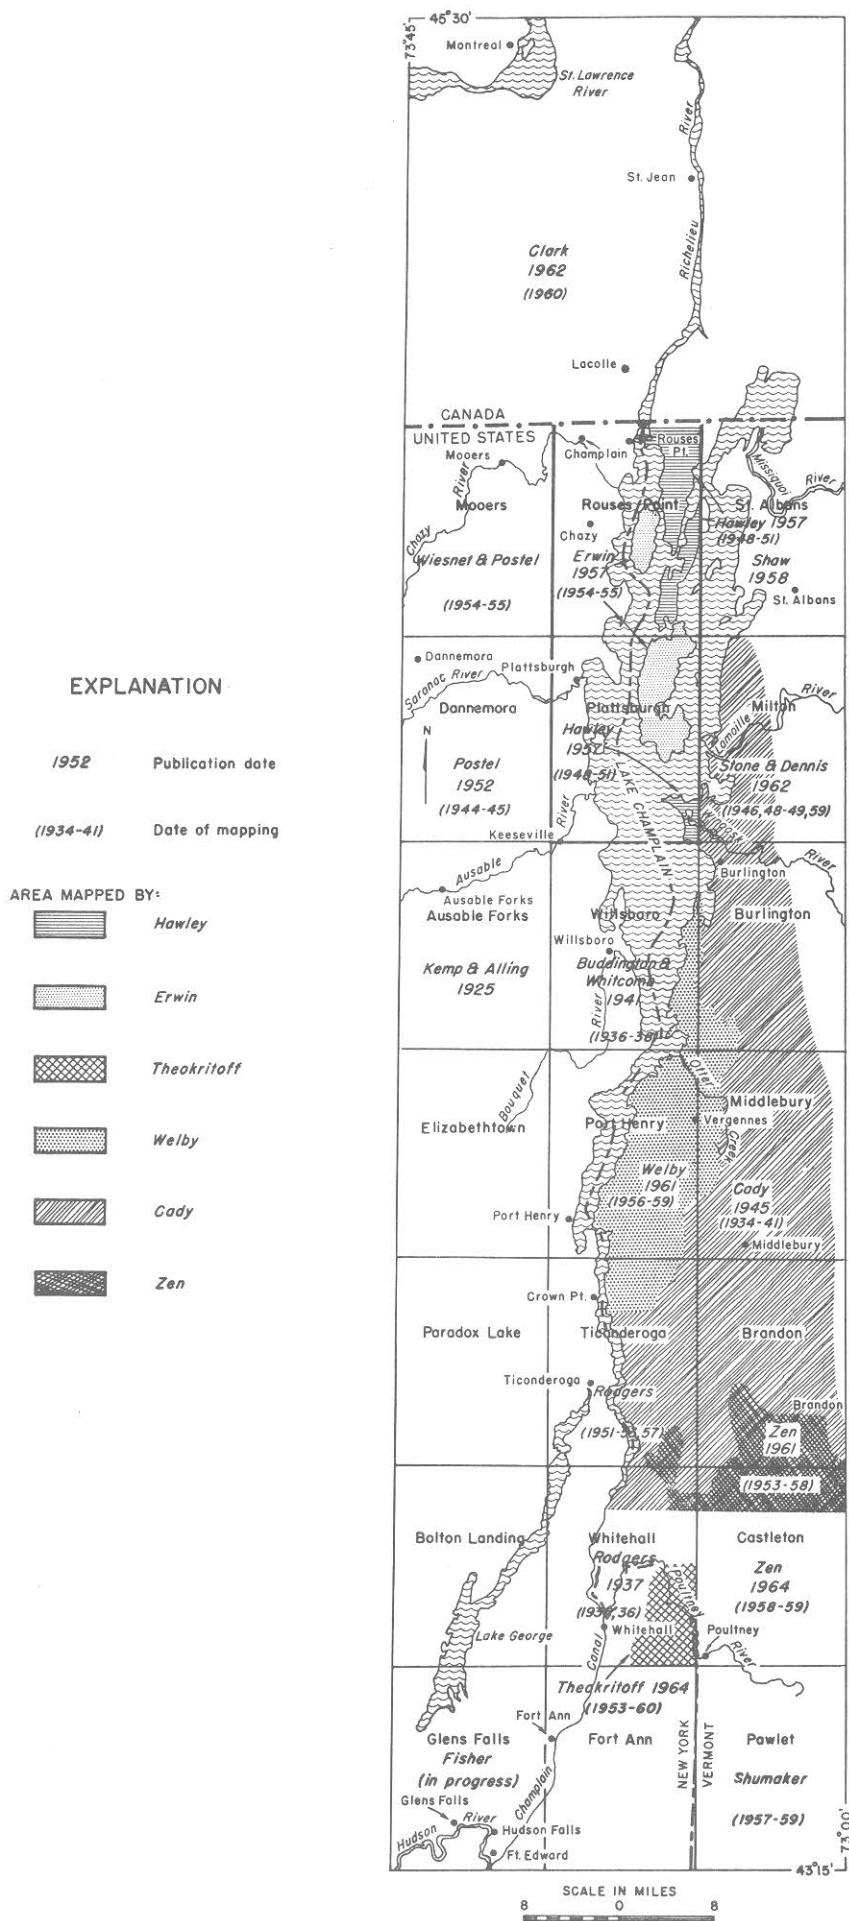 73°45'
45°30'
Montreal
St. Lawrence
River
River
St. Jean
Richelieu
Clark
1962
(1960)
Lacolle
CANADA
UNITED STATES
Rouses
Pt.
Champlain
Mooers
River
Missiquoi
River
Mooers
Rouses Point
St. Albans
Chazy
Hawley 1957
(1948-51)
Chazy
Wiesnet & Postel
Erwin
1957
(1954-55)
Shaw
1958
(1954-55)
St. Albans
Dannemora
Plattsburgh
Saranac River
River
EXPLANATION
Dannemora
Plattsburgh
Milton
N
Hawley
1957
(1948-51)
Lamoille
1952 Publication date
Postel
1952
(1944-45)
LAKE CHAMPLAIN
Stone & Dennis
1962
(1946,48-49,59)
Winooski
(1934-41) Date of mapping
River
Keeseville
River
Ausable
Burlington
AREA MAPPED BY:
Ausable Forks
Ausable Forks
Willsboro
Burlington
Hawley
Willsboro
Kemp & Alling
1925
Buddington &
Whitcomb
1941
Erwin
River
(1936-38)
Theokritoff
Bouquet
Otter
Middlebury
Elizabethtown
Port Henry
Vergennes
Welby
Creek
Welby
1961
(1956-59)
Cady
1945
(1934-41)
Cady
Port Henry
Middlebury
Zen
Crown Pt.
Paradox Lake
Ticonderoga
Brandon
Ticonderoga
Rodgers
Brandon
Zen
1961
(1953-58)
Bolton Landing
Whitehall
Castleton
Rodgers
1937
Zen
1964
(1958-59)
Poultney
Whitehall
Poultney
River
Lake George
Canal
Theokritoff 1964
(1953-60)
Fort Ann
Glens Falls
Fort Ann
Pawlet
Fisher
(in progress)
NEW YORK
VERMONT
Shumaker
(1957-59)
Champlain
Glens Falls
River
Hudson
Hudson Falls
Ft. Edward
43°15'
73°00'
SCALE IN MILES
8 0 8